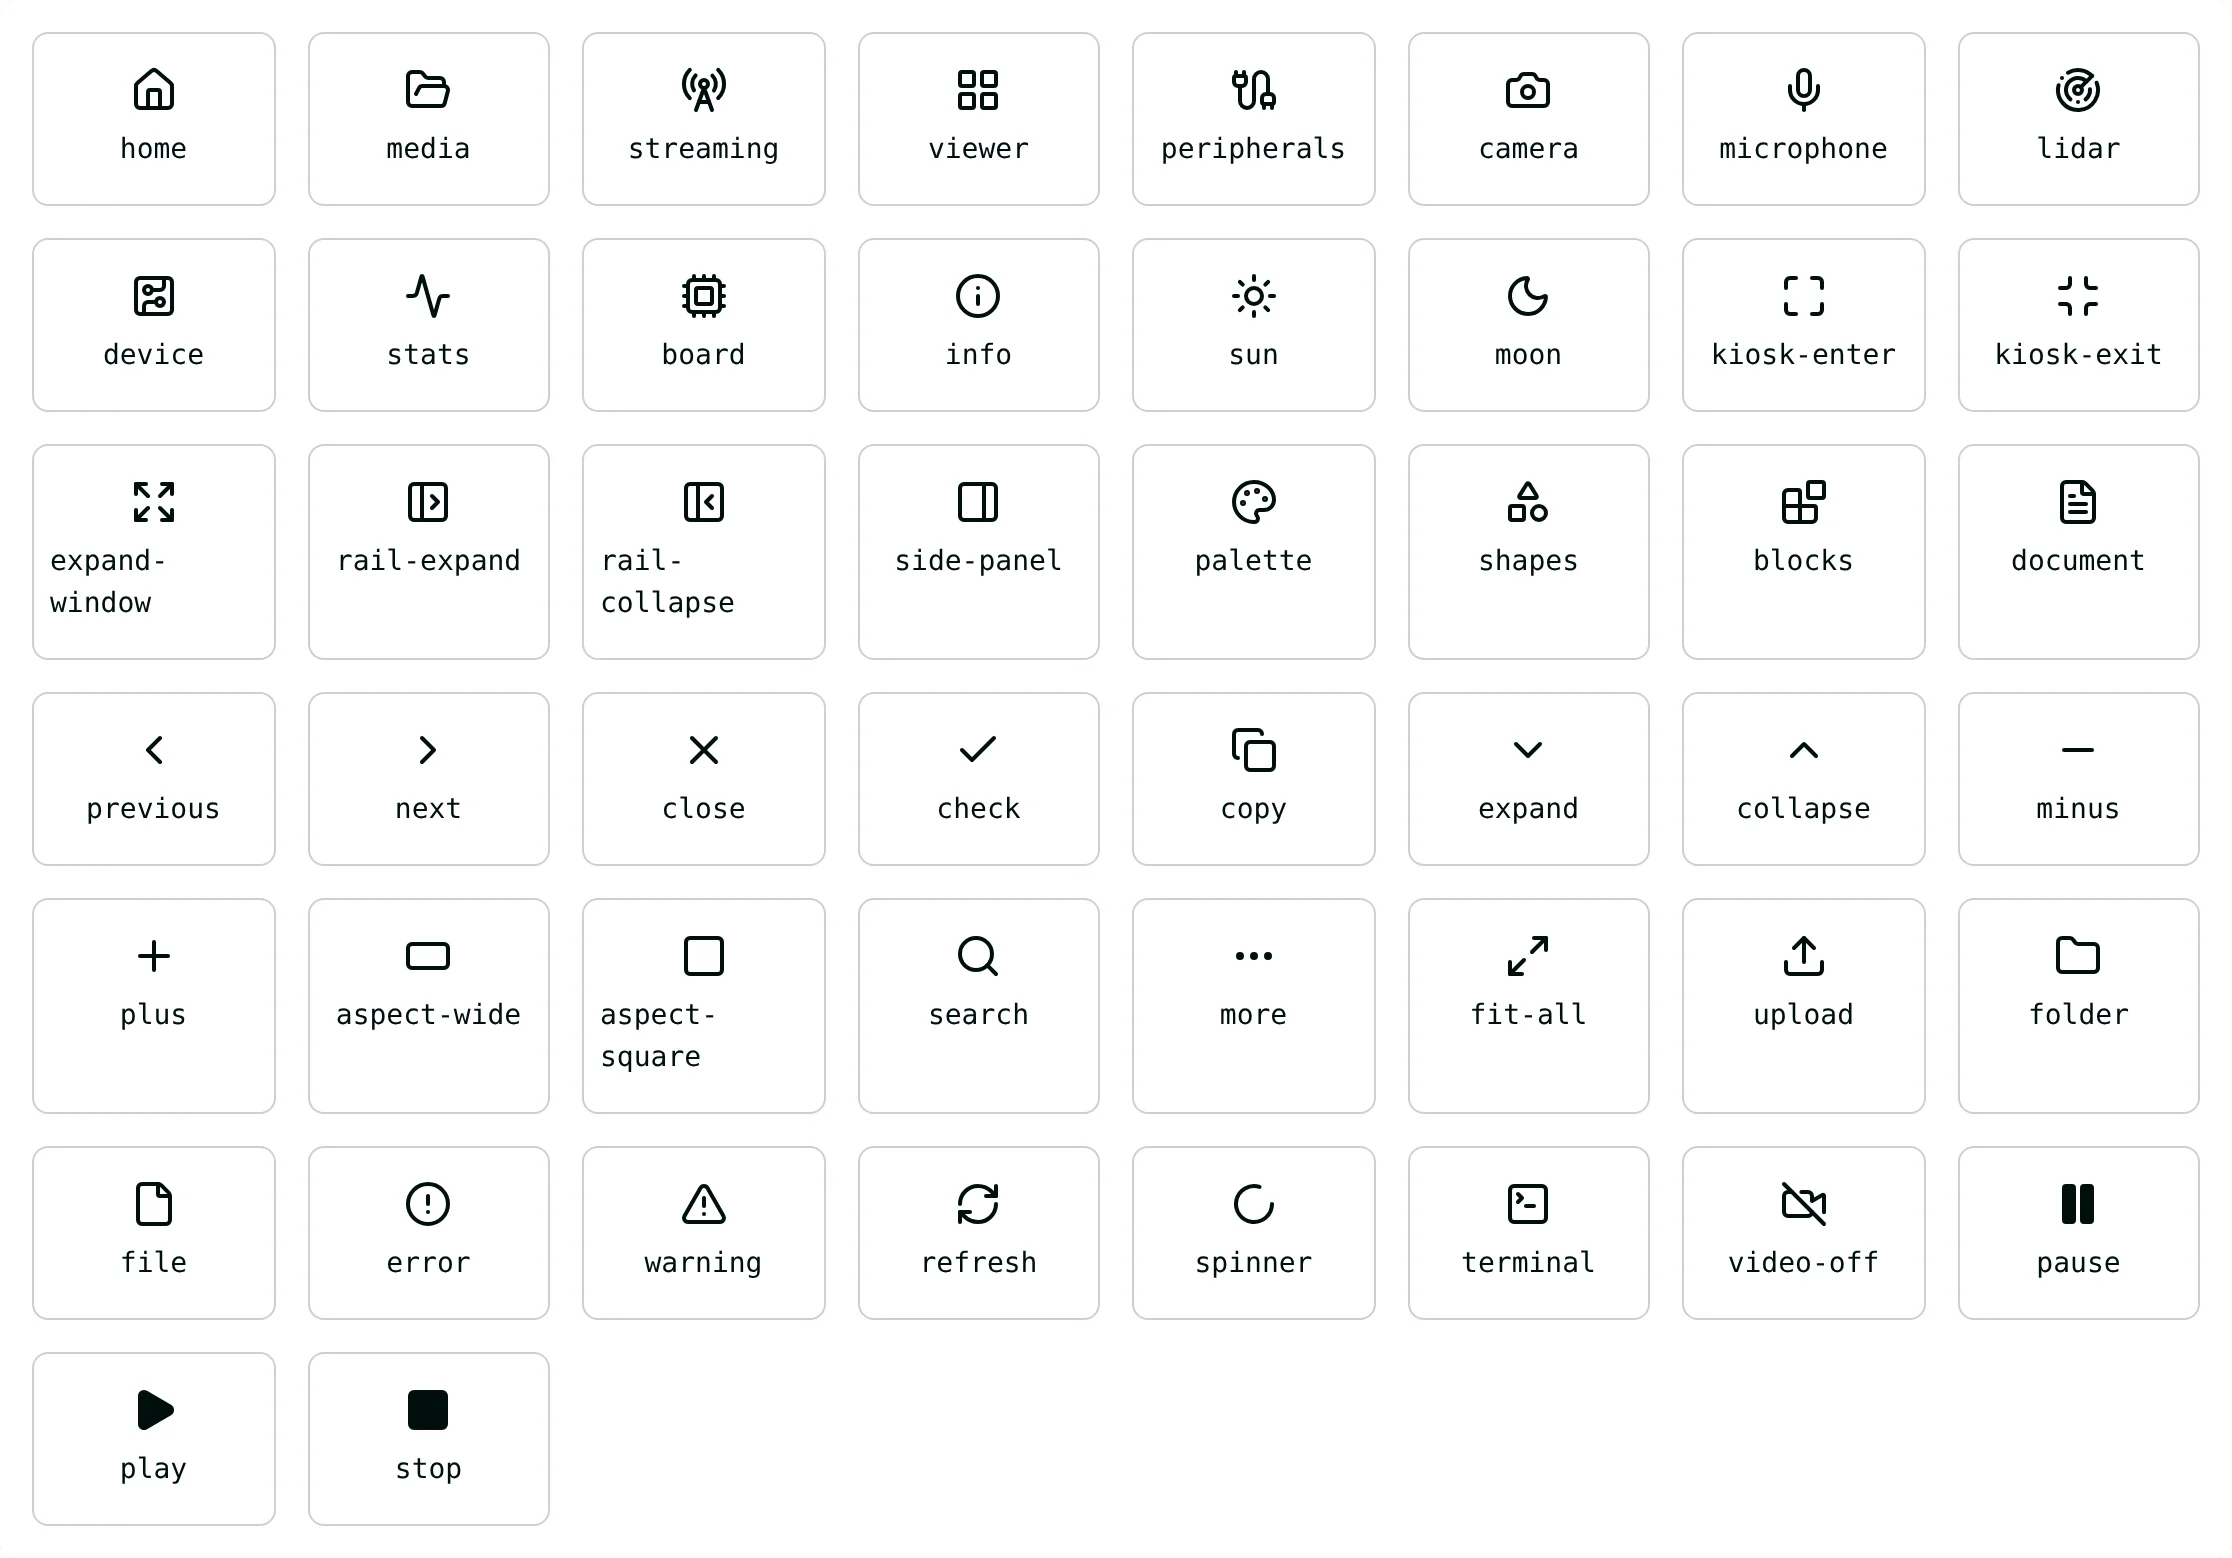 home
media
streaming
viewer
peripherals
camera
microphone
lidar
device
stats
board
info
sun
moon
kiosk-enter
kiosk-exit
expand-
window
rail-expand
rail-
collapse
side-panel
palette
shapes
blocks
document
previous
next
close
check
copy
expand
collapse
minus
plus
aspect-wide
aspect-
square
search
more
fit-all
upload
folder
file
error
warning
refresh
spinner
terminal
video-off
pause
play
stop